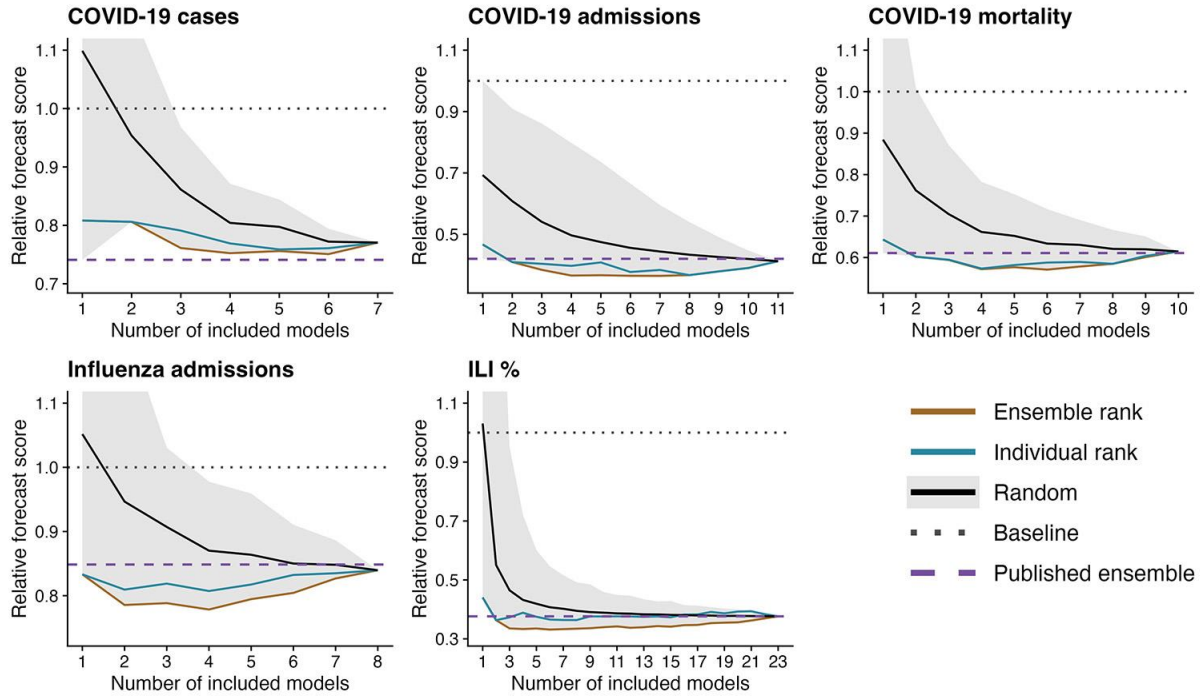 COVID-19 cases
Relative forecast score
1.1
1.0
0.9
0.8
0.7
1 2 3 4 5 6 7
Number of included models
COVID-19 admissions
Relative forecast score
1.1
0.9
0.7
0.5
1 2 3 4 5 6 7 8 9 10 11
Number of included models
COVID-19 mortality
Relative forecast score
1.1
1.0
0.9
0.8
0.7
0.6
1 2 3 4 5 6 7 8 9 10
Number of included models
Influenza admissions
Relative forecast score
1.1
1.0
0.9
0.8
1 2 3 4 5 6 7 8
Number of included models
ILI %
Relative forecast score
1.1
0.9
0.7
0.5
0.3
1 3 5 7 9 11 13 15 17 19 21 23
Number of included models
Ensemble rank
Individual rank
Random
Baseline
Published ensemble